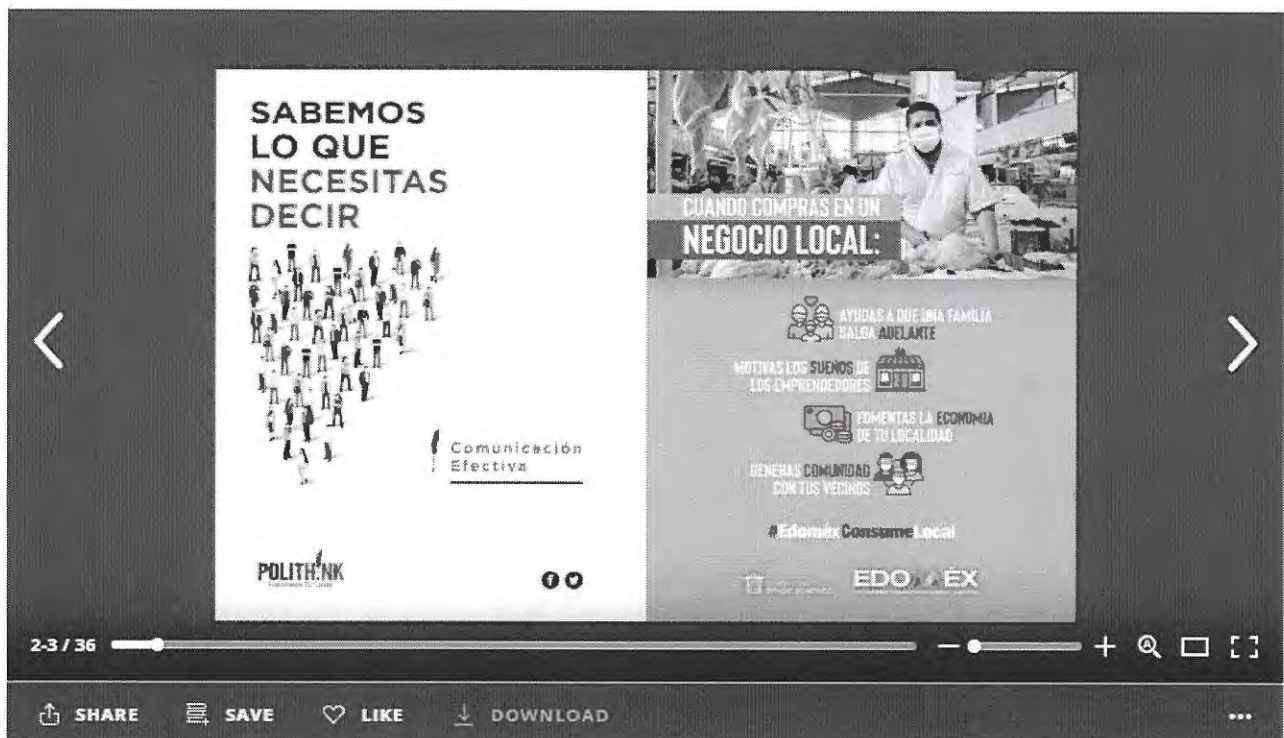 SABEMOS
LO QUE
NECESITAS
DECIR
Comunicación
Efectiva
POLITH!NK
CUANDO COMPRAS EN UN
NEGOCIO LOCAL:
AYUDAS A QUE UNA FAMILIA
SALGA ADELANTE
MOTIVAS LOS SUEÑOS DE
LOS EMPRENDEDORES
FOMENTAS LA ECONOMÍA
DE TU LOCALIDAD
GENERAS COMUNIDAD
CON TUS VECINOS
#EdoméxConsumeLocal
EDOMÉX
2-3 / 36
SHARE
SAVE
LIKE
DOWNLOAD